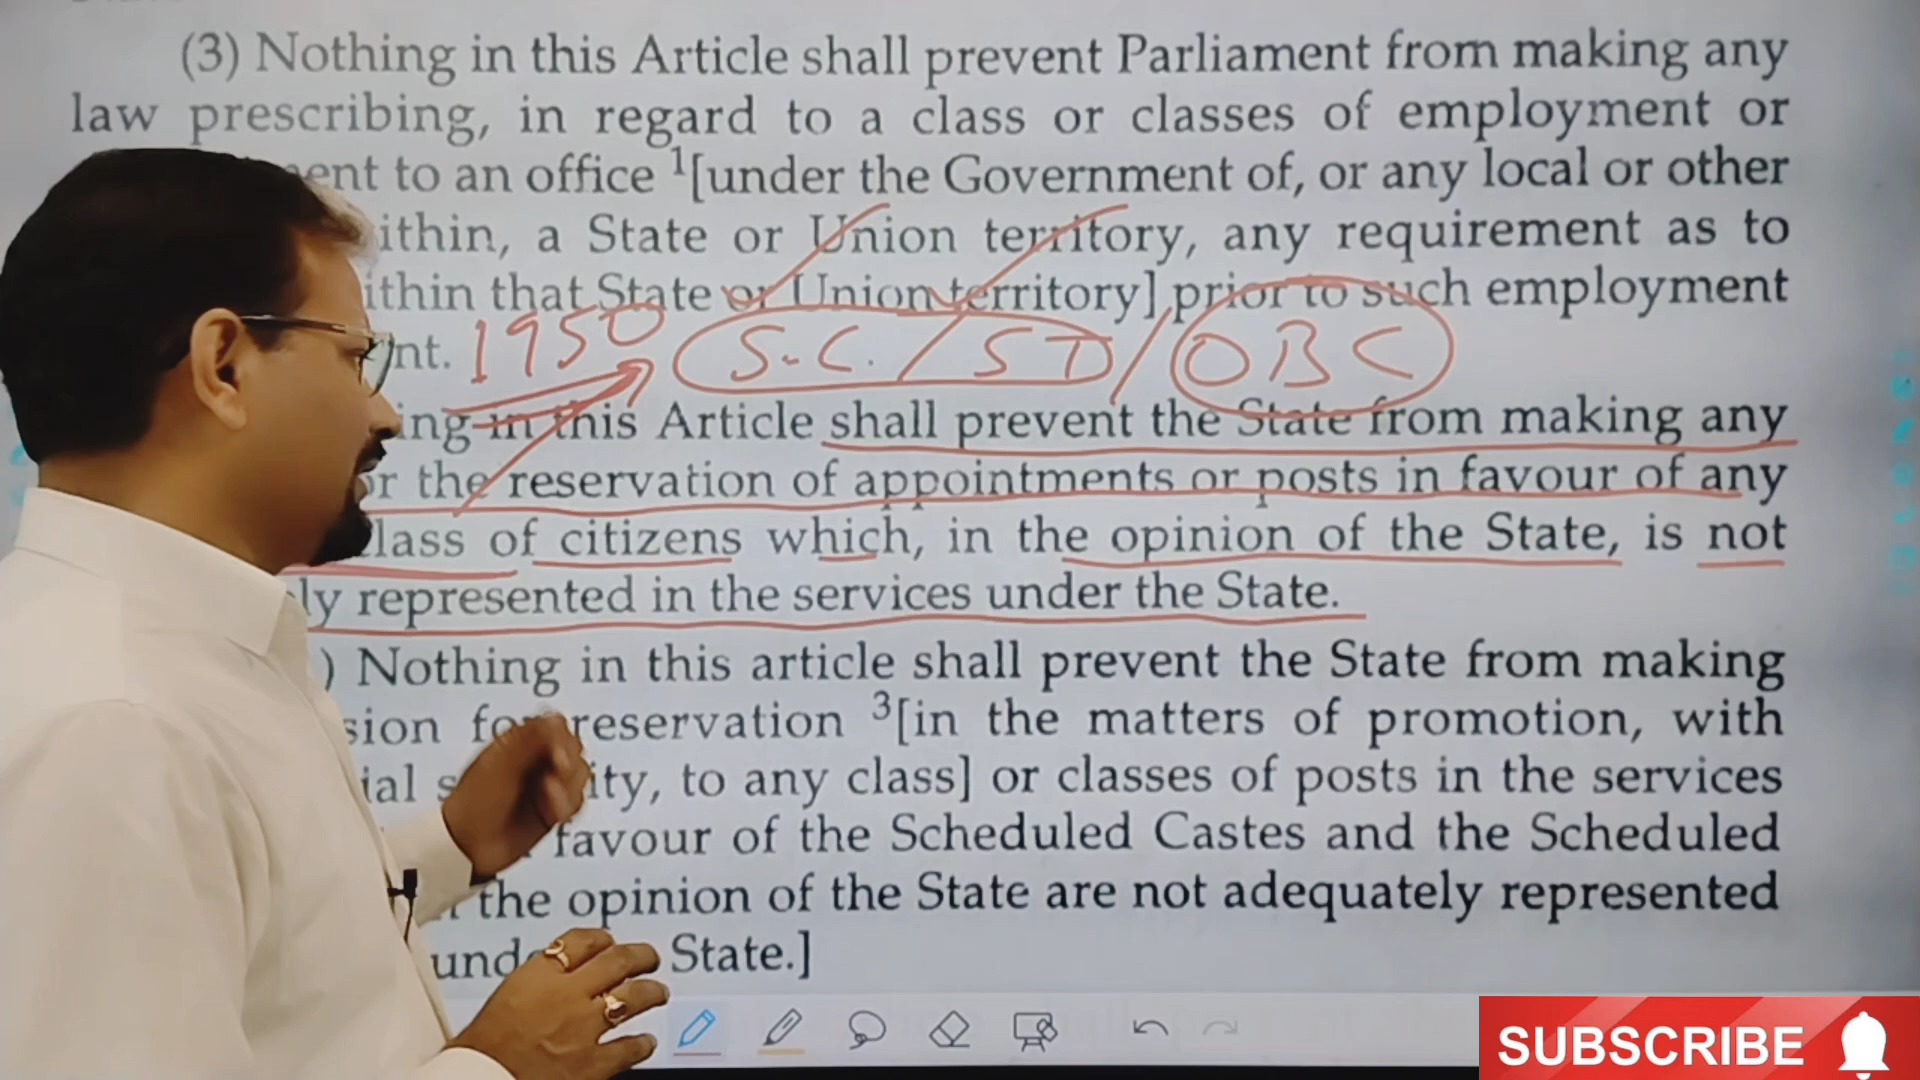 (3) Nothing in this Article shall prevent Parliament from making any
law prescribing, in regard to a class or classes of employment or
ent to an office ¹[under the Government of, or any local or other
ithin, a State or Union territory, any requirement as to
ithin that State or Union territory] prior to such employment
nt. 1950 S.C. / ST / OBC
ing in this Article shall prevent the State from making any
or the reservation of appointments or posts in favour of any
lass of citizens which, in the opinion of the State, is not
ly represented in the services under the State.
) Nothing in this article shall prevent the State from making
sion for reservation ³[in the matters of promotion, with
ial s ity, to any class] or classes of posts in the services
favour of the Scheduled Castes and the Scheduled
the opinion of the State are not adequately represented
und State.]
SUBSCRIBE